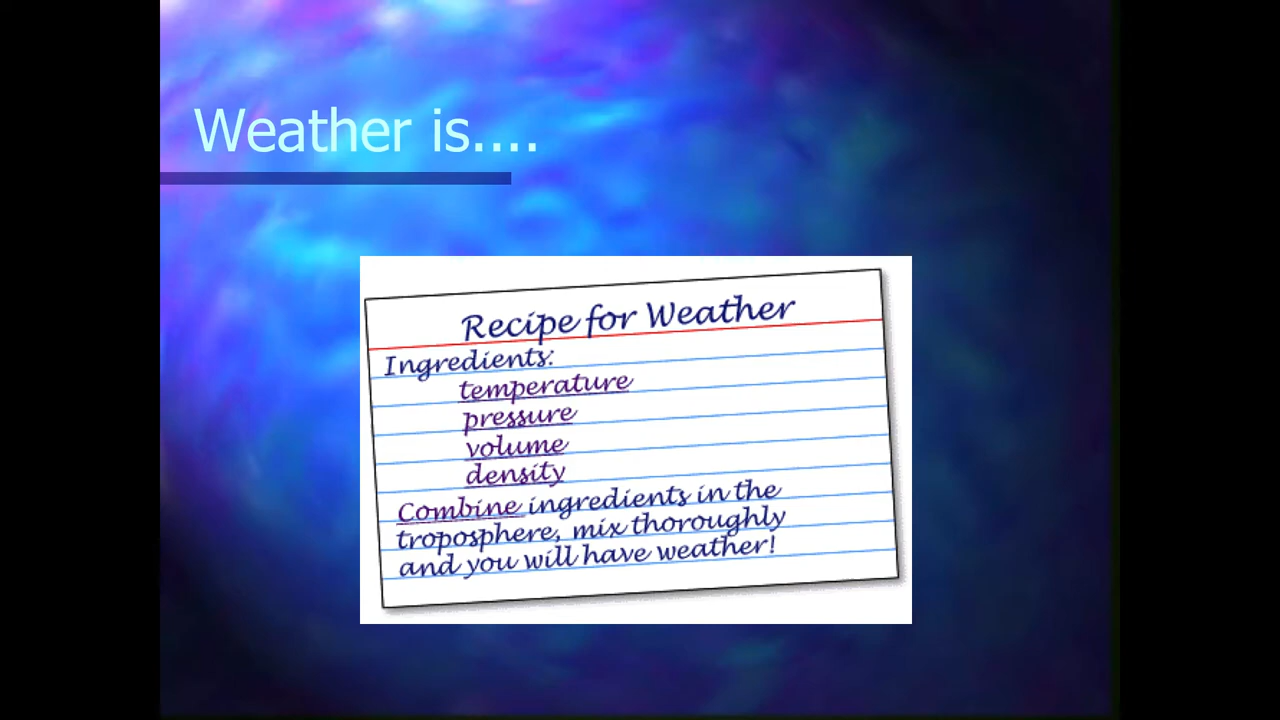 Weather is....
Recipe for Weather
Ingredients:
temperature
pressure
volume
density
Combine ingredients in the
troposphere, mix thoroughly
and you will have weather!